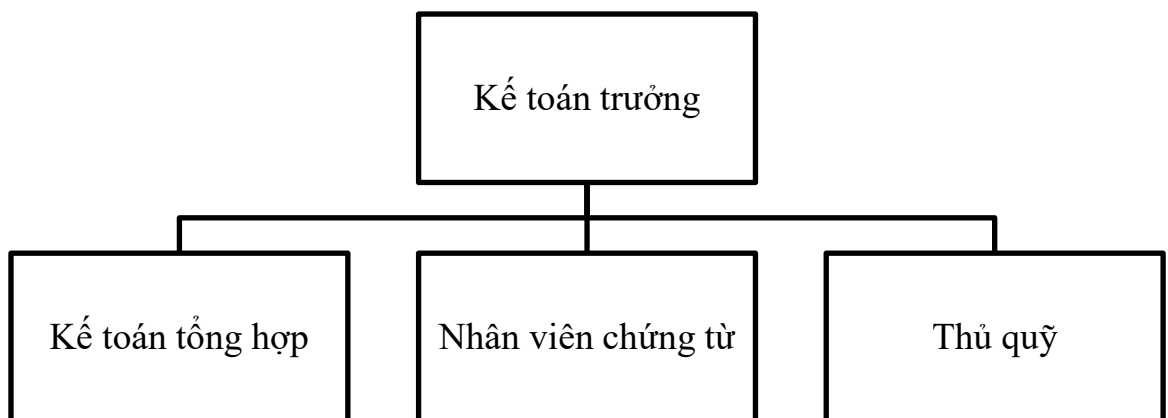 Kế toán trưởng
Kế toán tổng hợp
Nhân viên chứng từ
Thủ quỹ